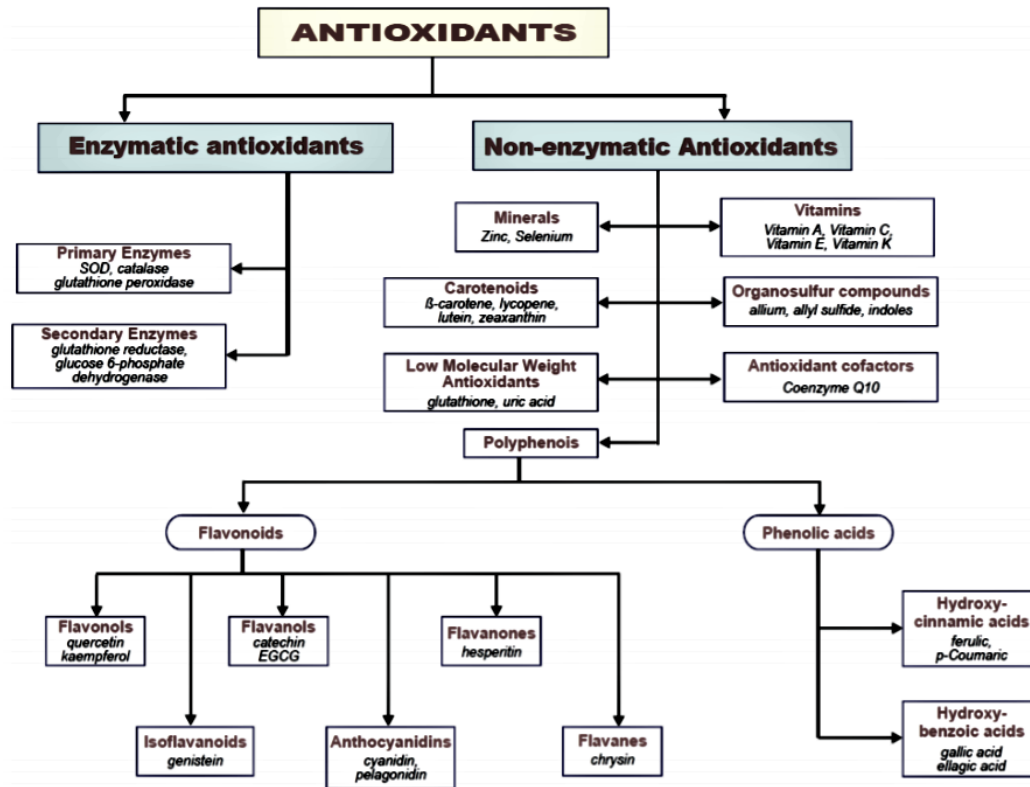 ANTIOXIDANTS
Enzymatic antioxidants
Non-enzymatic Antioxidants
Primary Enzymes
SOD, catalase
glutathione peroxidase
Secondary Enzymes
glutathione reductase,
glucose 6-phosphate
dehydrogenase
Minerals
Zinc, Selenium
Vitamins
Vitamin A, Vitamin C,
Vitamin E, Vitamin K
Carotenoids
ß-carotene, lycopene,
lutein, zeaxanthin
Organosulfur compounds
allium, allyl sulfide, indoles
Low Molecular Weight
Antioxidants
glutathione, uric acid
Antioxidant cofactors
Coenzyme Q10
Polyphenois
Flavonoids
Phenolic acids
Flavonols
quercetin
kaempferol
Flavanols
catechin
EGCG
Flavanones
hesperitin
Isoflavanoids
genistein
Anthocyanidins
cyanidin,
pelagonidin
Flavanes
chrysin
Hydroxy-
cinnamic acids
ferulic,
p-Coumaric
Hydroxy-
benzoic acids
gallic acid
ellagic acid